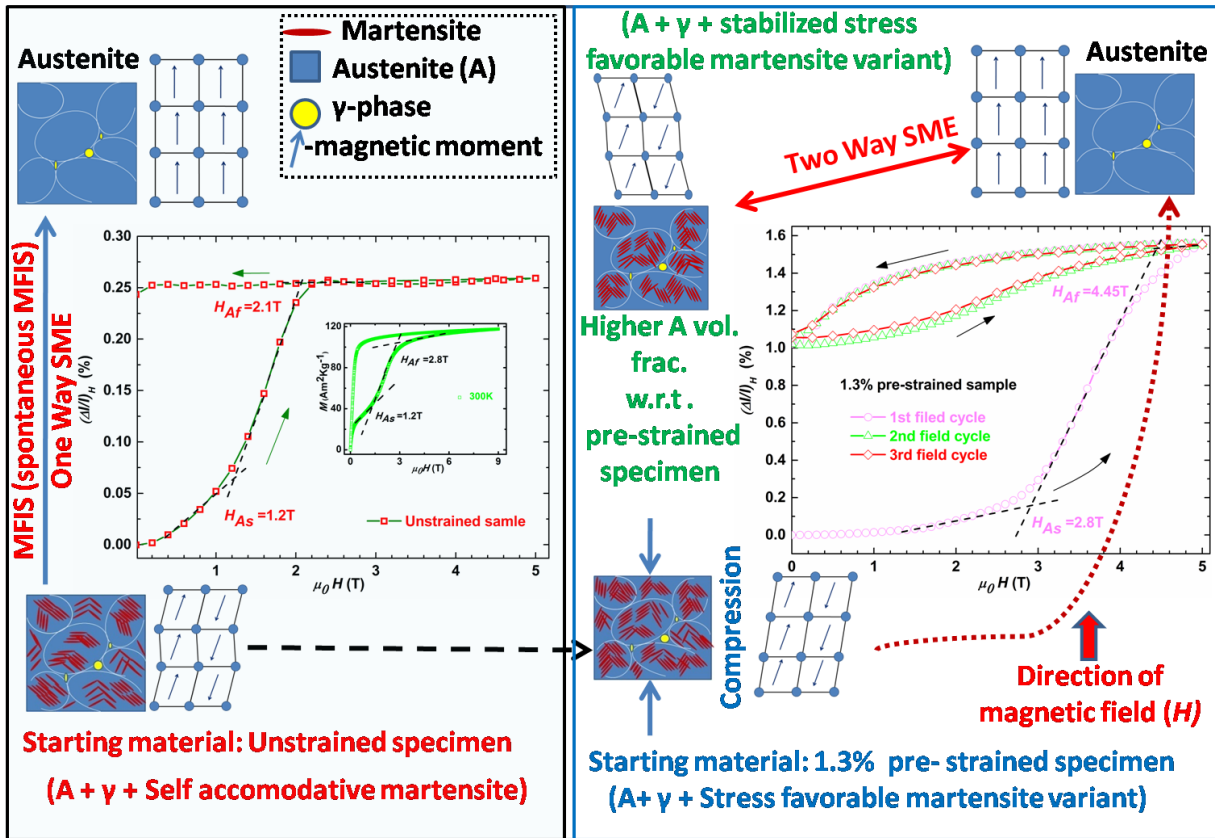 Martensite
Austenite (A)
γ-phase
-magnetic moment
Austenite
MFIS (spontaneous MFIS)
One Way SME
0.30
0.25
0.20
0.15
0.10
0.05
0.00
(Δl/l)H (%)
0
1
2
3
4
5
μ0 H (T)
HAf=2.1T
HAs=1.2T
Unstrained samle
120
80
40
0
M (Am2Kg-1)
0
3
6
9
μ0H (T)
HAf=2.8T
HAs=1.2T
300K
Starting material: Unstrained specimen
(A + γ + Self accomodative martensite)
(A + γ + stabilized stress
favorable martensite variant)
Two Way SME
Austenite
Higher A vol.
frac.
w.r.t .
pre-strained
specimen
1.6
1.4
1.2
1.0
0.8
0.6
0.4
0.2
0.0
(Δl/l)H (%)
0
1
2
3
4
5
μ0 H (T)
HAf=4.45T
1.3% pre-strained sample
1st filed cycle
2nd field cycle
3rd field cycle
HAs=2.8T
Compression
Direction of
magnetic field (H)
Starting material: 1.3% pre- strained specimen
(A+ γ + Stress favorable martensite variant)